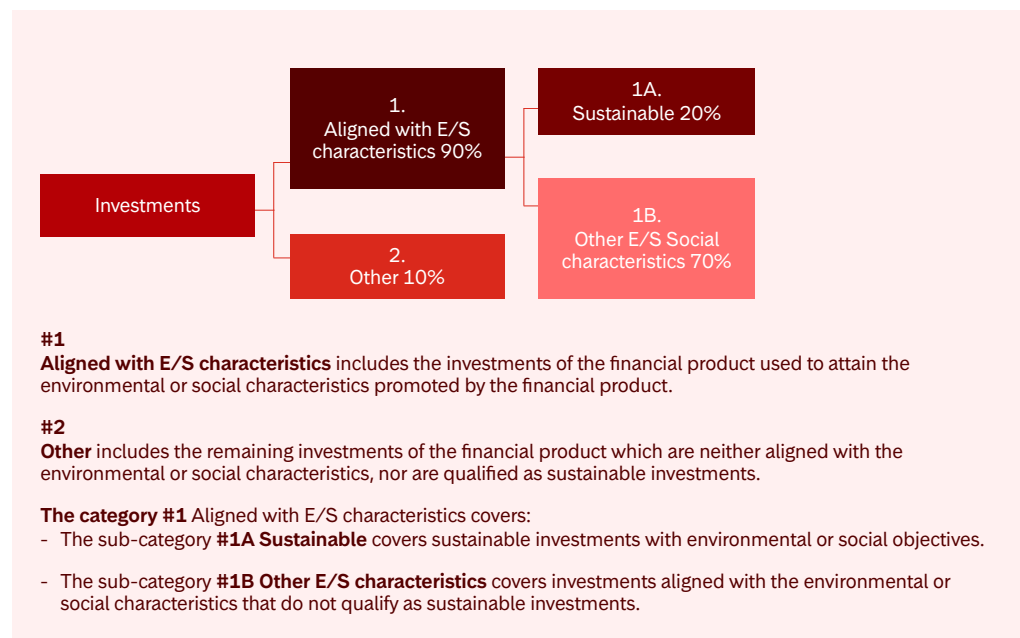 1.
Aligned with E/S
characteristics 90%
1A.
Sustainable 20%
Investments
1B.
Other E/S Social
characteristics 70%
2.
Other 10%
#1
Aligned with E/S characteristics includes the investments of the financial product used to attain the
environmental or social characteristics promoted by the financial product.
#2
Other includes the remaining investments of the financial product which are neither aligned with the
environmental or social characteristics, nor are qualified as sustainable investments.
The category #1 Aligned with E/S characteristics covers:
- The sub-category #1A Sustainable covers sustainable investments with environmental or social objectives.
- The sub-category #1B Other E/S characteristics covers investments aligned with the environmental or
social characteristics that do not qualify as sustainable investments.